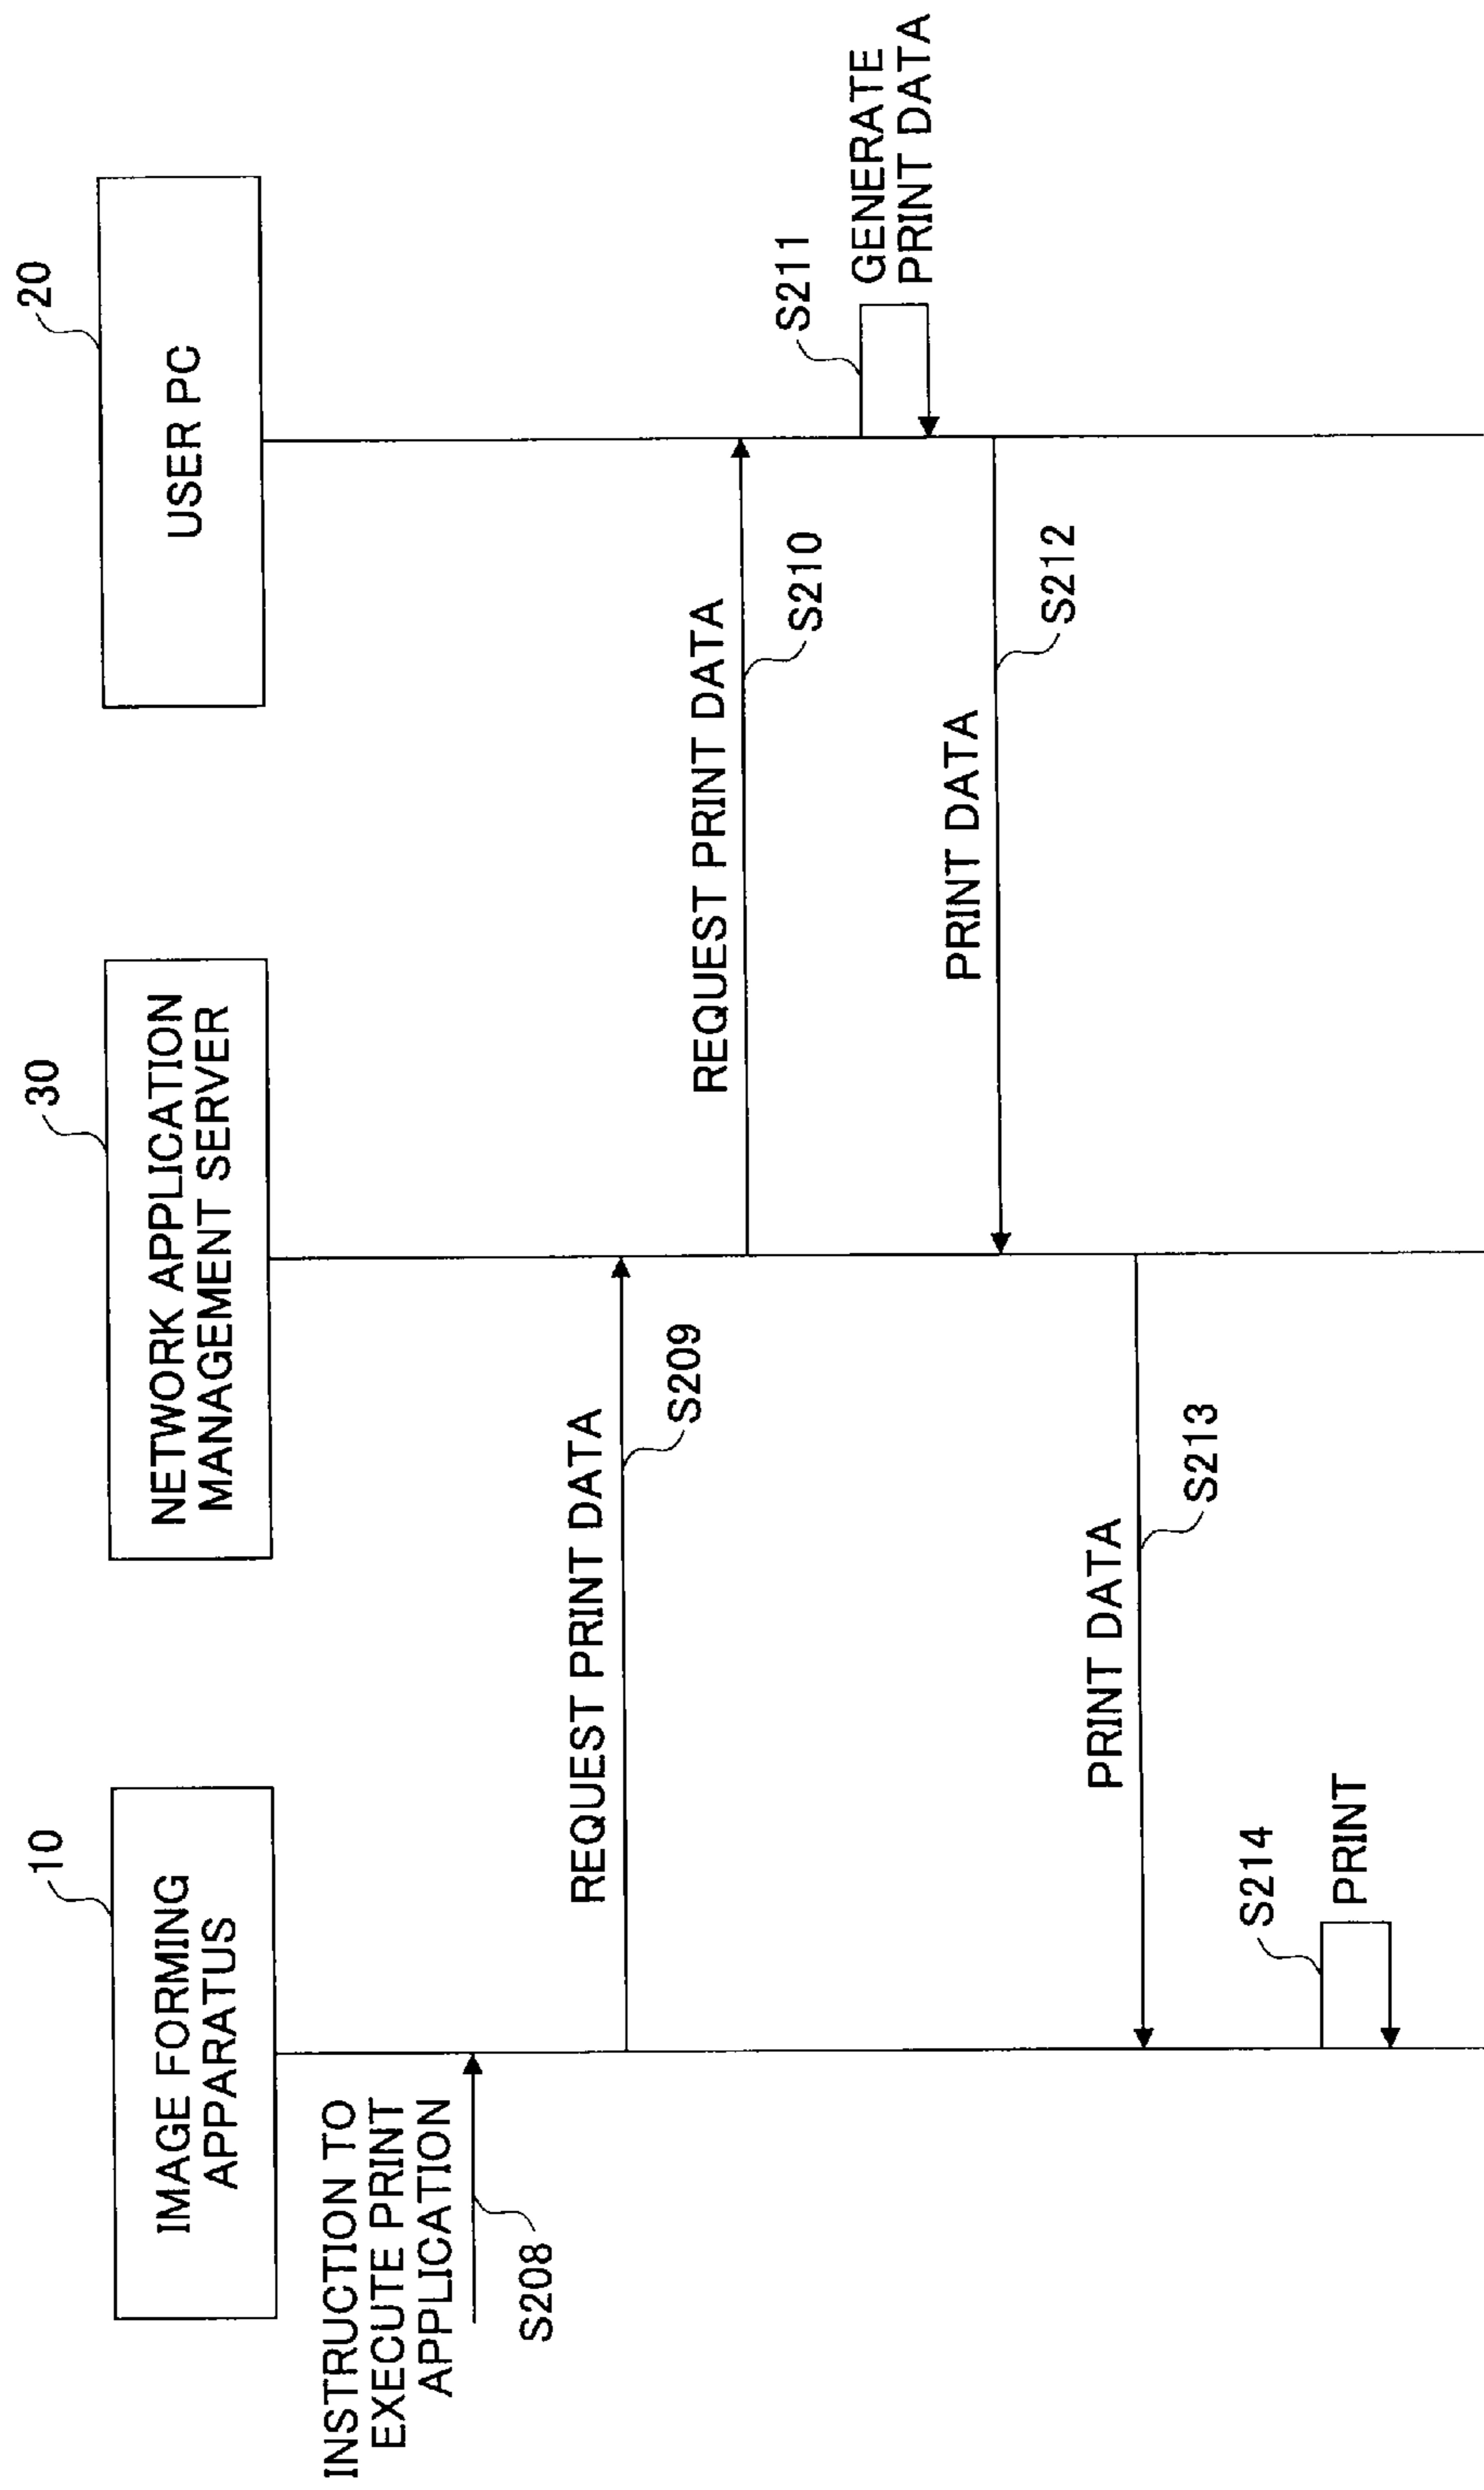 10
IMAGE FORMING
APPARATUS
30
NETWORK APPLICATION
MANAGEMENT SERVER
20
USER PC
INSTRUCTION TO
EXECUTE PRINT
APPLICATION
S208
REQUEST PRINT DATA
S209
REQUEST PRINT DATA
S210
S211
GENERATE
PRINT DATA
PRINT DATA
S212
PRINT DATA
S213
S214
PRINT